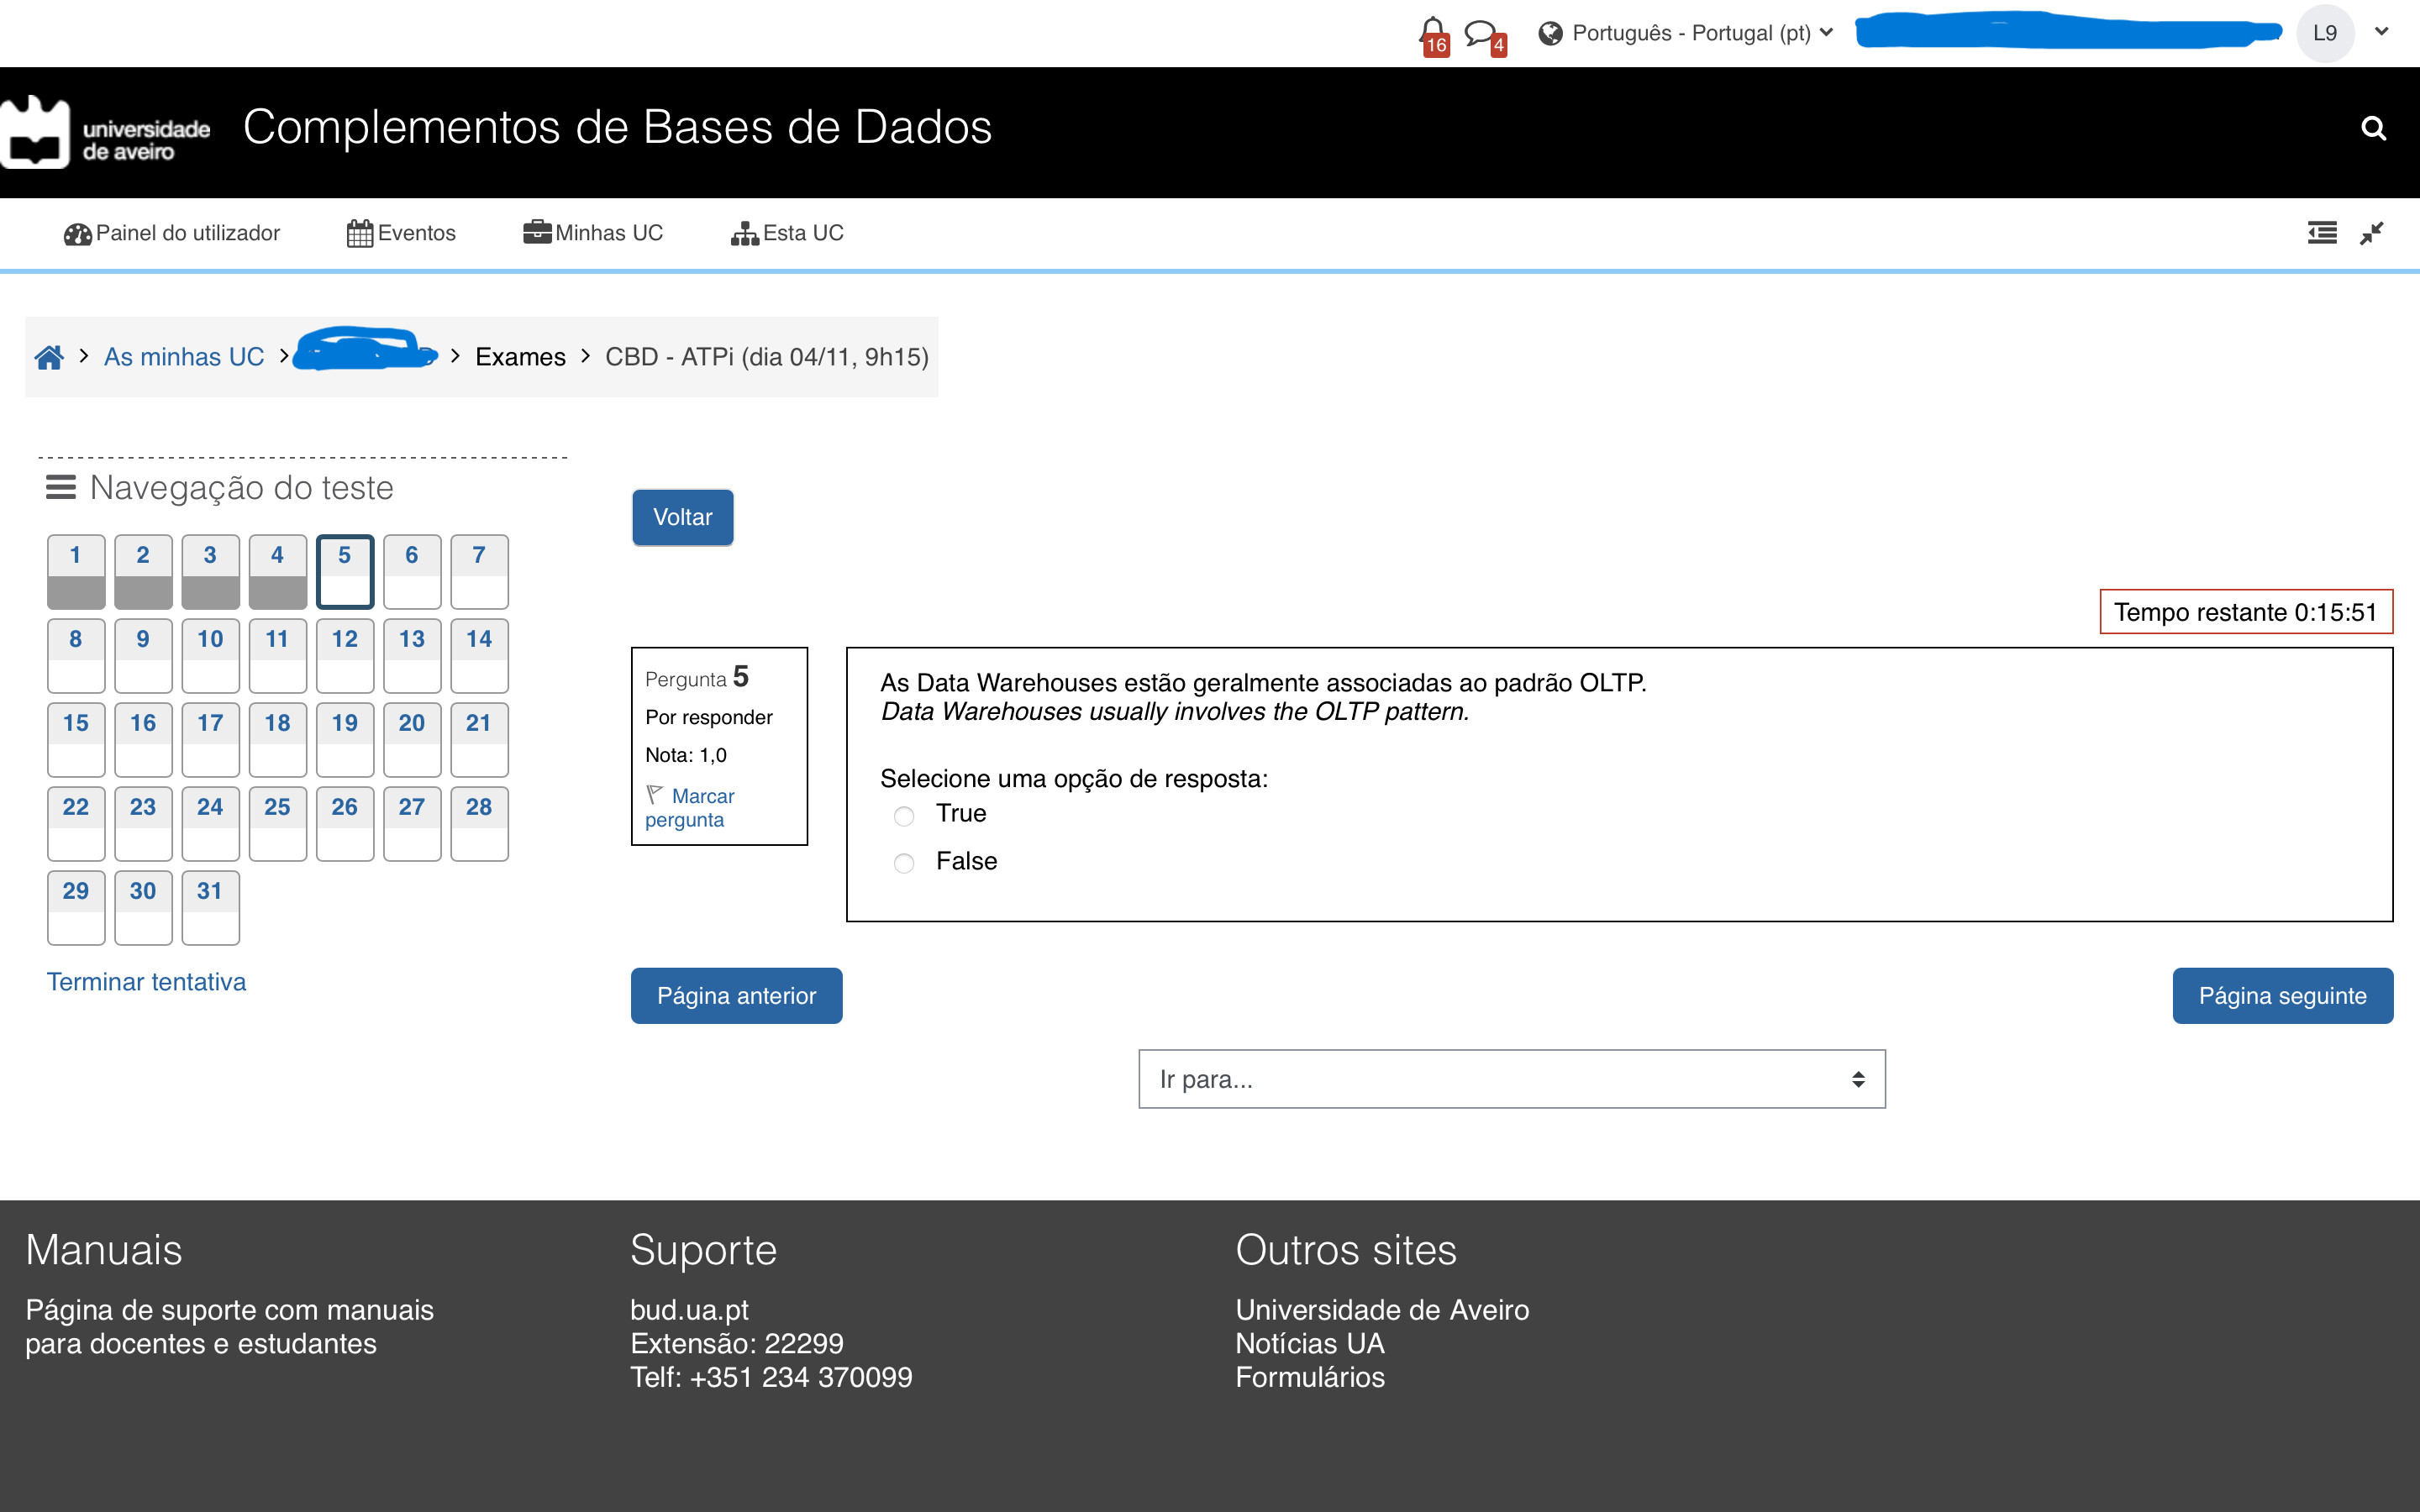 16
4
Português - Portugal (pt)
L9
universidade
de aveiro
Complementos de Bases de Dados
Painel do utilizador
Eventos
Minhas UC
Esta UC
As minhas UC > > Exames > CBD - ATPi (dia 04/11, 9h15)
Navegação do teste
1 2 3 4 5 6 7
8 9 10 11 12 13 14
15 16 17 18 19 20 21
22 23 24 25 26 27 28
29 30 31
Terminar tentativa
Voltar
Tempo restante 0:15:51
Pergunta 5
Por responder
Nota: 1,0
Marcar
pergunta
As Data Warehouses estão geralmente associadas ao padrão OLTP.
Data Warehouses usually involves the OLTP pattern.
Selecione uma opção de resposta:
True
False
Página anterior
Página seguinte
Ir para...
Manuais
Página de suporte com manuais
para docentes e estudantes
Suporte
bud.ua.pt
Extensão: 22299
Telf: +351 234 370099
Outros sites
Universidade de Aveiro
Notícias UA
Formulários